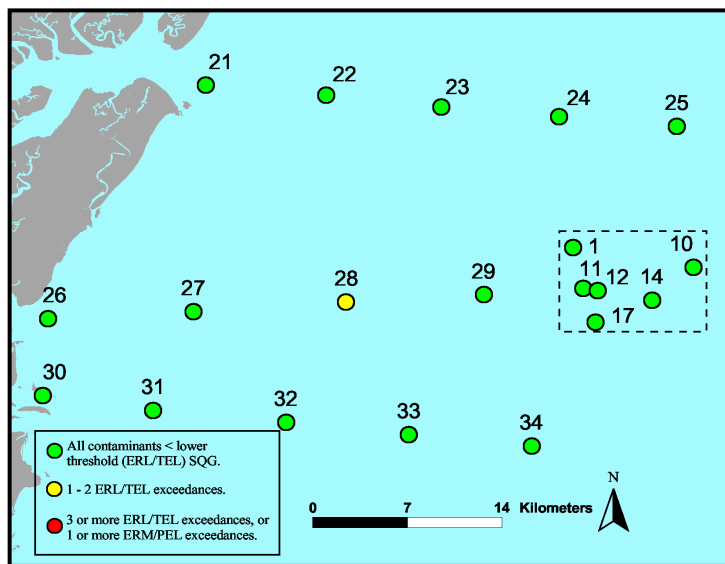 21
22
23
24
25
1
10
11
12
14
17
26
27
28
29
30
31
32
33
34
All contaminants < lower
threshold (ERL/TEL) SQG.
1 - 2 ERL/TEL exceedances.
3 or more ERL/TEL exceedances, or
1 or more ERM/PEL exceedances.
0 7 14 Kilometers
N